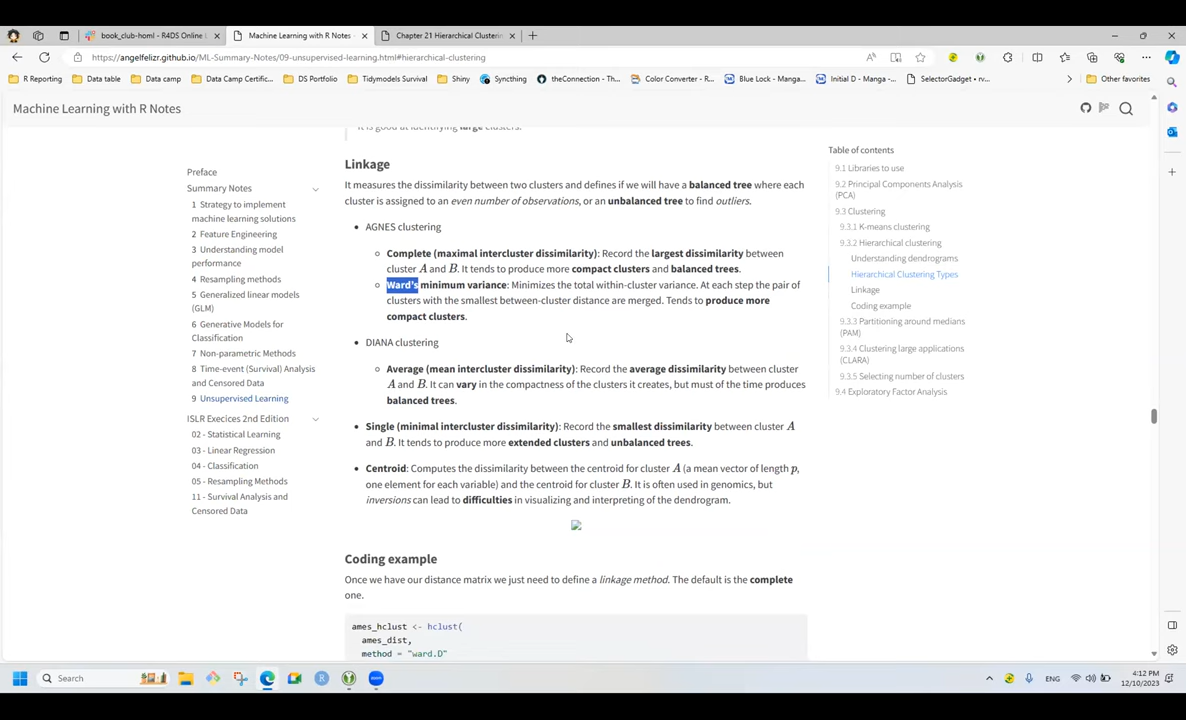 book_club-homl - R4DS Online L
Machine Learning with R Notes
Chapter 21 Hierarchical Clusterin
https://angelfelizr.github.io/ML-Summary-Notes/09-unsupervised-learning.html#hierarchical-clustering
R Reporting
Data table
Data camp
Data Camp Certific...
DS Portfolio
Tidymodels Survival
Shiny
Syncthing
theConnection - Th...
Color Converter - R...
Blue Lock - Manga...
Initial D - Manga -...
SelectorGadget • rv...
Other favorites
Machine Learning with R Notes
Preface
Summary Notes
1 Strategy to implement
machine learning solutions
2 Feature Engineering
3 Understanding model
performance
4 Resampling methods
5 Generalized linear models
(GLM)
6 Generative Models for
Classification
7 Non-parametric Methods
8 Time-event (Survival) Analysis
and Censored Data
9 Unsupervised Learning
ISLR Execices 2nd Edition
02 - Statistical Learning
03 - Linear Regression
04 - Classification
05 - Resampling Methods
11 - Survival Analysis and
Censored Data
It is good at identifying large clusters.
Linkage
It measures the dissimilarity between two clusters and defines if we will have a balanced tree where each
cluster is assigned to an even number of observations, or an unbalanced tree to find outliers.
• AGNES clustering
◦ Complete (maximal intercluster dissimilarity): Record the largest dissimilarity between
cluster A and B. It tends to produce more compact clusters and balanced trees.
◦ Ward's minimum variance: Minimizes the total within-cluster variance. At each step the pair of
clusters with the smallest between-cluster distance are merged. Tends to produce more
compact clusters.
• DIANA clustering
◦ Average (mean intercluster dissimilarity): Record the average dissimilarity between cluster
A and B. It can vary in the compactness of the clusters it creates, but must of the time produces
balanced trees.
• Single (minimal intercluster dissimilarity): Record the smallest dissimilarity between cluster A
and B. It tends to produce more extended clusters and unbalanced trees.
• Centroid: Computes the dissimilarity between the centroid for cluster A (a mean vector of length p,
one element for each variable) and the centroid for cluster B. It is often used in genomics, but
inversions can lead to difficulties in visualizing and interpreting of the dendrogram.
Coding example
Once we have our distance matrix we just need to define a linkage method. The default is the complete
one.
ames_hclust <- hclust(
ames_dist,
method = "ward.D"
Table of contents
9.1 Libraries to use
9.2 Principal Components Analysis
(PCA)
9.3 Clustering
9.3.1 K-means clustering
9.3.2 Hierarchical clustering
Understanding dendrograms
Hierarchical Clustering Types
Linkage
Coding example
9.3.3 Partitioning around medians
(PAM)
9.3.4 Clustering large applications
(CLARA)
9.3.5 Selecting number of clusters
9.4 Exploratory Factor Analysis
Search
ENG
4:12 PM
12/10/2023